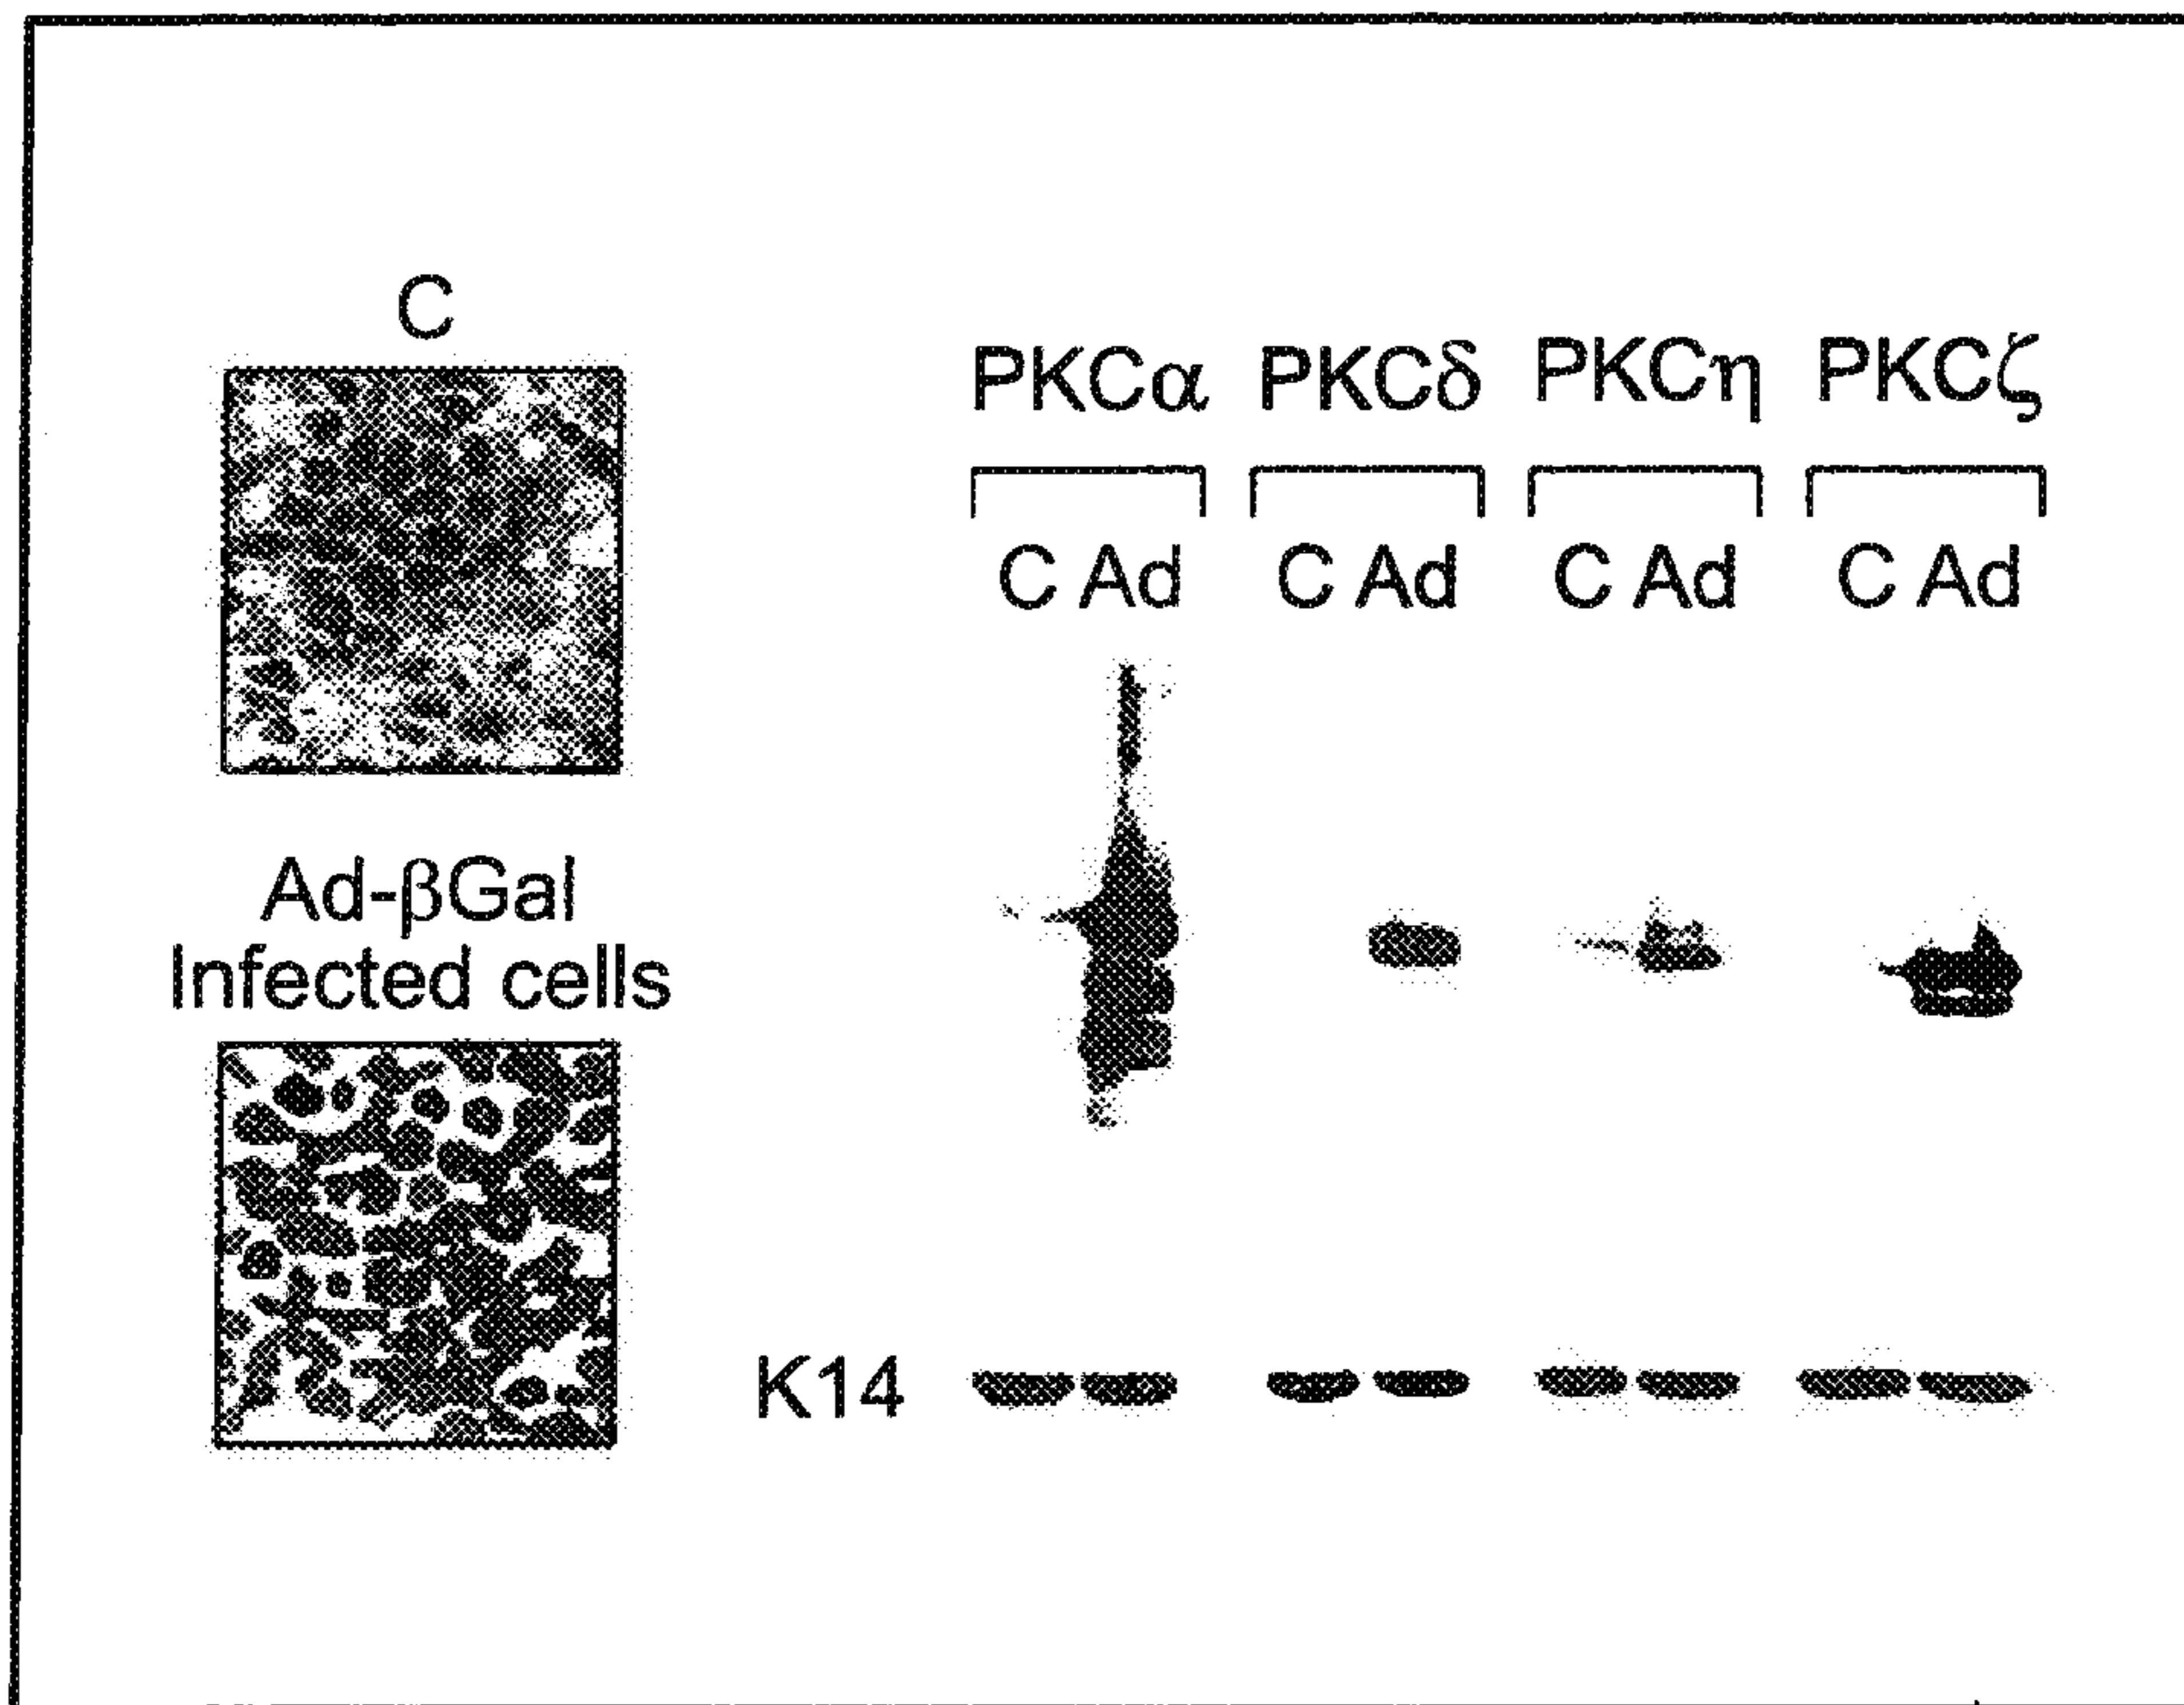 C
Ad-βGal
Infected cells
PKCα PKCδ PKCη PKCζ
C Ad C Ad C Ad C Ad
K14